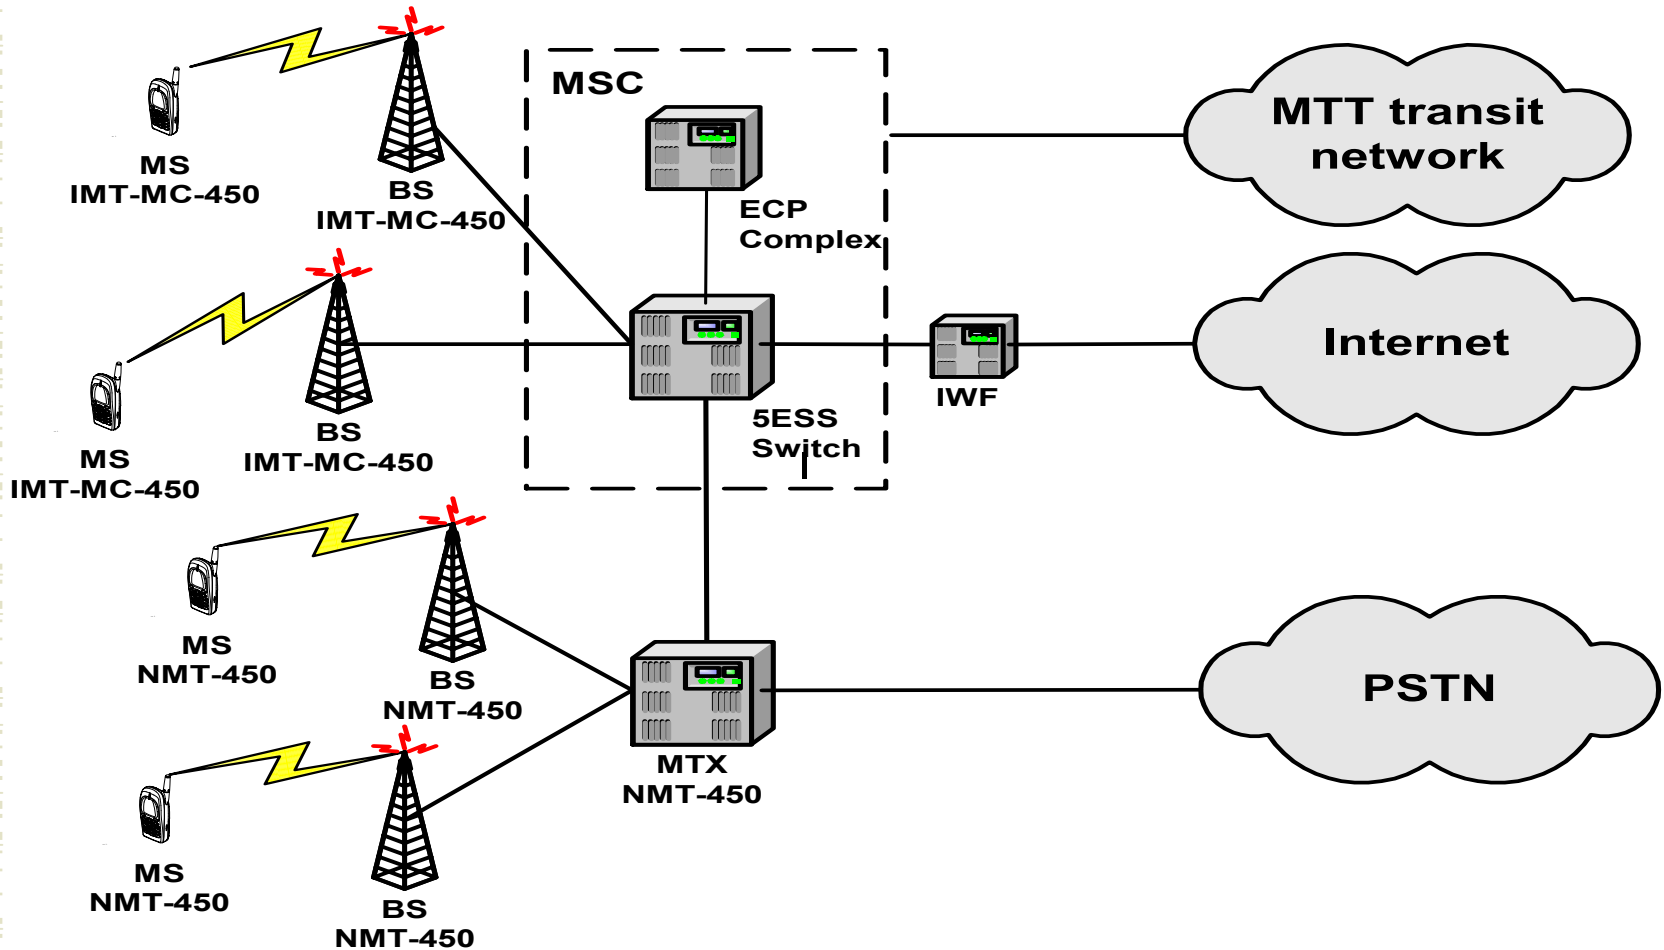 MSC
MTT transit
network
MS
IMT-MC-450
BS
IMT-MC-450
ECP
Complex
Internet
IWF
5ESS
Switch
BS
IMT-MC-450
MS
IMT-MC-450
MS
NMT-450
BS
NMT-450
PSTN
MTX
NMT-450
MS
NMT-450
BS
NMT-450